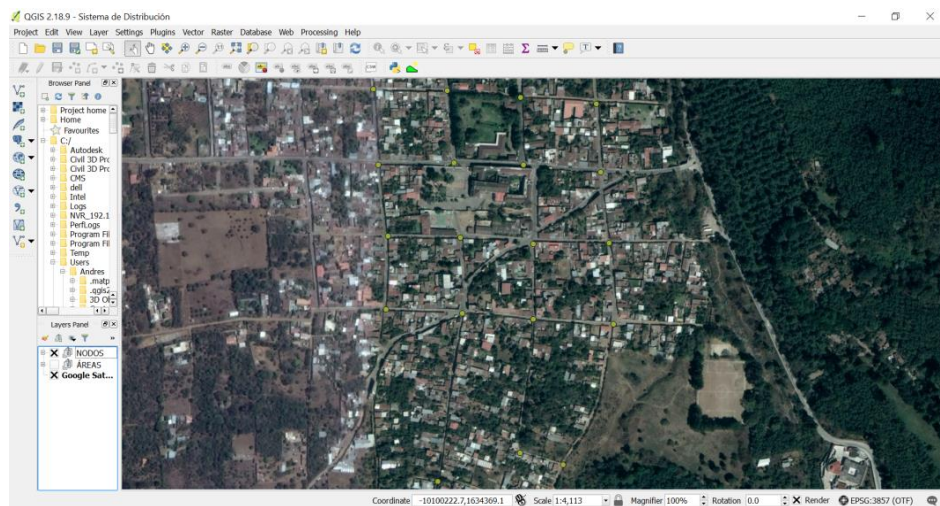 QGIS 2.18.9 - Sistema de Distribución
Project Edit View Layer Settings Plugins Vector Raster Database Web Processing Help
Browser Panel
Project home
Home
Favourites
C:/
Autodesk
Civil 3D Prc
Civil 3D Prc
CMS
dell
Intel
Logs
NVR_192.1
PerfLogs
Program Fil
Program Fil
Temp
Users
Andres
.matp
.qgis2
3D Ol
Layers Panel
NODOS
ÁREAS
Google Sat...
Coordinate -10100222.7,1634369.1 Scale 1:4,113 Magnifier 100% Rotation 0.0 Render EPSG:3857 (OTF)